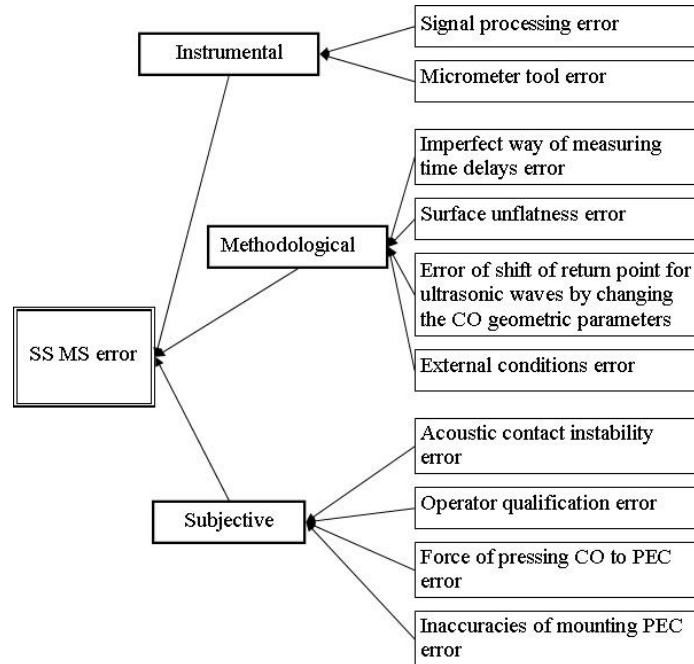 Signal processing error
Instrumental
Micrometer tool error
Imperfect way of measuring
time delays error
Surface unflatness error
Methodological
Error of shift of return point for
ultrasonic waves by changing
the CO geometric parameters
SS MS error
External conditions error
Acoustic contact instability
error
Operator qualification error
Subjective
Force of pressing CO to PEC
error
Inaccuracies of mounting PEC
error